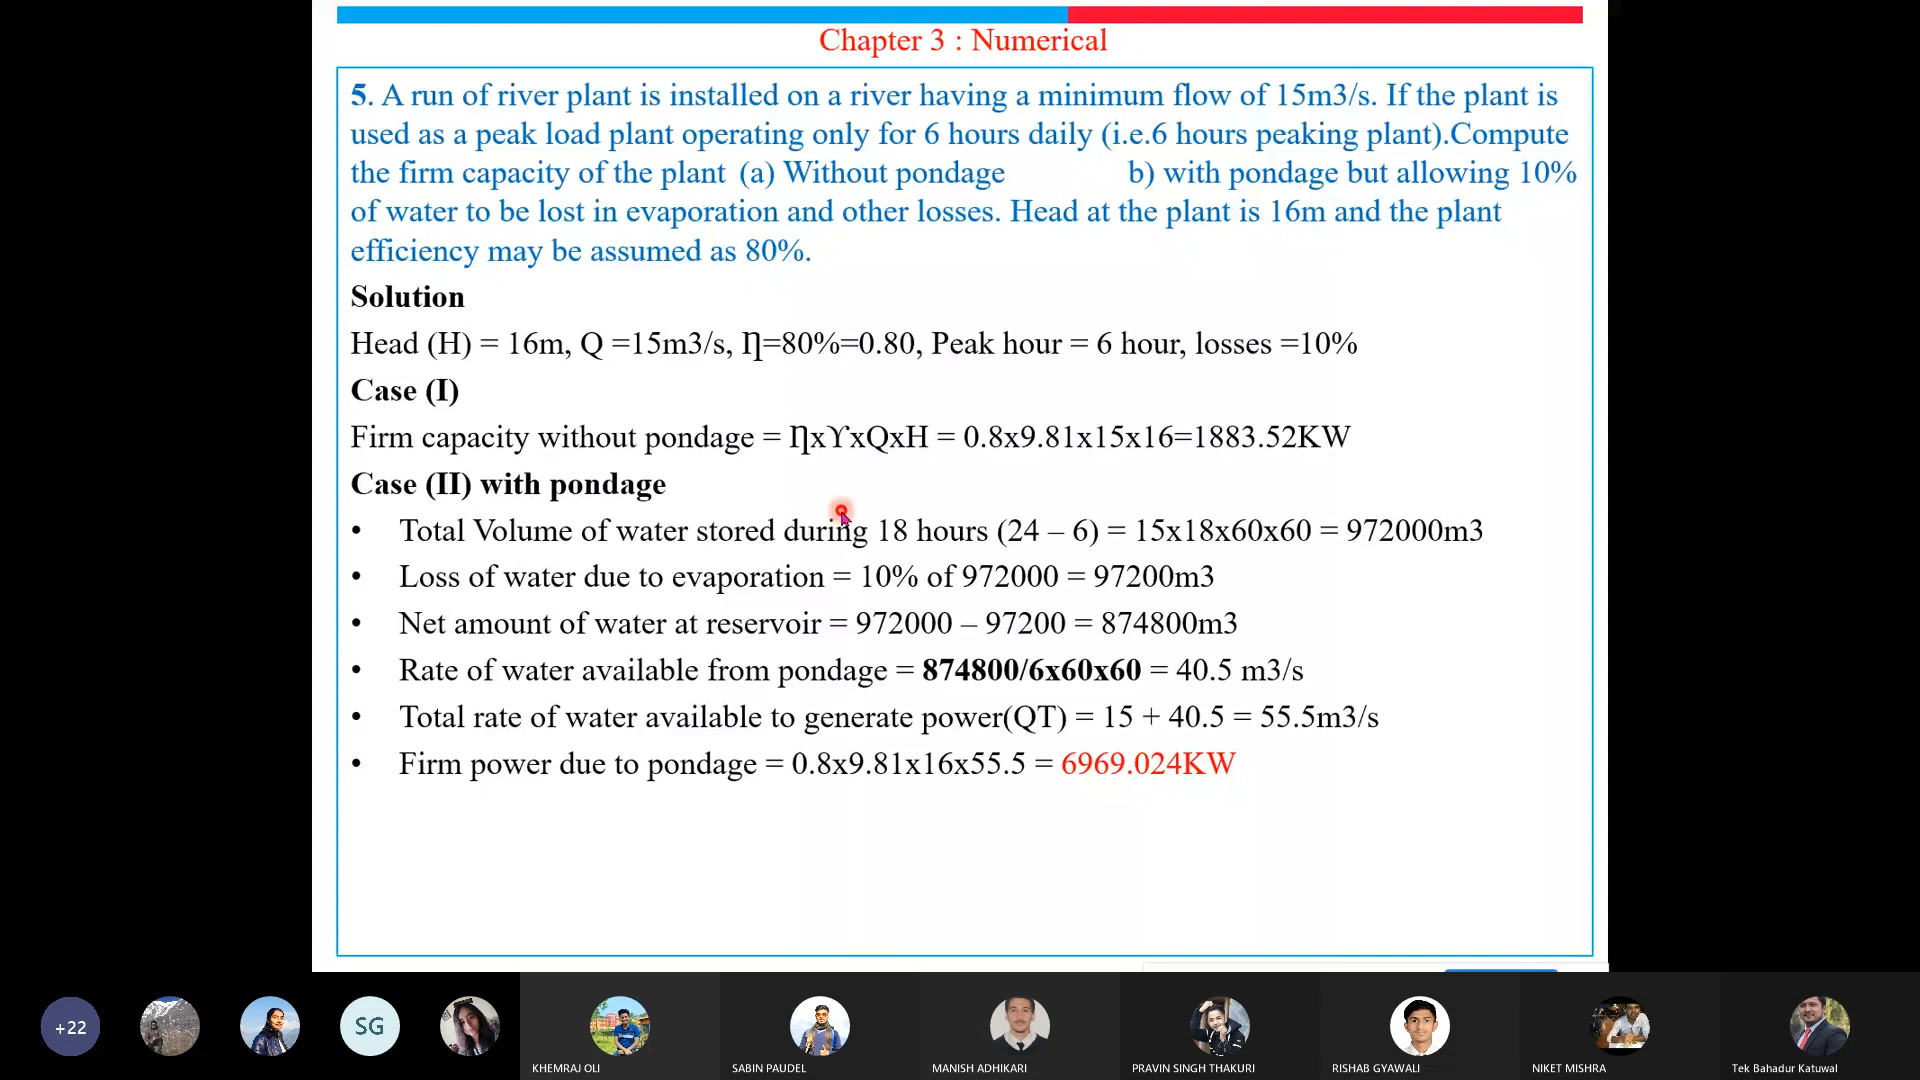 Chapter 3 : Numerical
5. A run of river plant is installed on a river having a minimum flow of 15m3/s. If the plant is
used as a peak load plant operating only for 6 hours daily (i.e.6 hours peaking plant).Compute
the firm capacity of the plant (a) Without pondage b) with pondage but allowing 10%
of water to be lost in evaporation and other losses. Head at the plant is 16m and the plant
efficiency may be assumed as 80%.
Solution
Head (H) = 16m, Q =15m3/s, Ƞ=80%=0.80, Peak hour = 6 hour, losses =10%
Case (I)
Firm capacity without pondage = ȠxϒxQxH = 0.8x9.81x15x16=1883.52KW
Case (II) with pondage
• Total Volume of water stored during 18 hours (24 – 6) = 15x18x60x60 = 972000m3
• Loss of water due to evaporation = 10% of 972000 = 97200m3
• Net amount of water at reservoir = 972000 – 97200 = 874800m3
• Rate of water available from pondage = 874800/6x60x60 = 40.5 m3/s
• Total rate of water available to generate power(QT) = 15 + 40.5 = 55.5m3/s
• Firm power due to pondage = 0.8x9.81x16x55.5 = 6969.024KW
+22
SG
KHEMRAJ OLI
SABIN PAUDEL
MANISH ADHIKARI
PRAVIN SINGH THAKURI
RISHAB GYAWALI
NIKET MISHRA
Tek Bahadur Katuwal